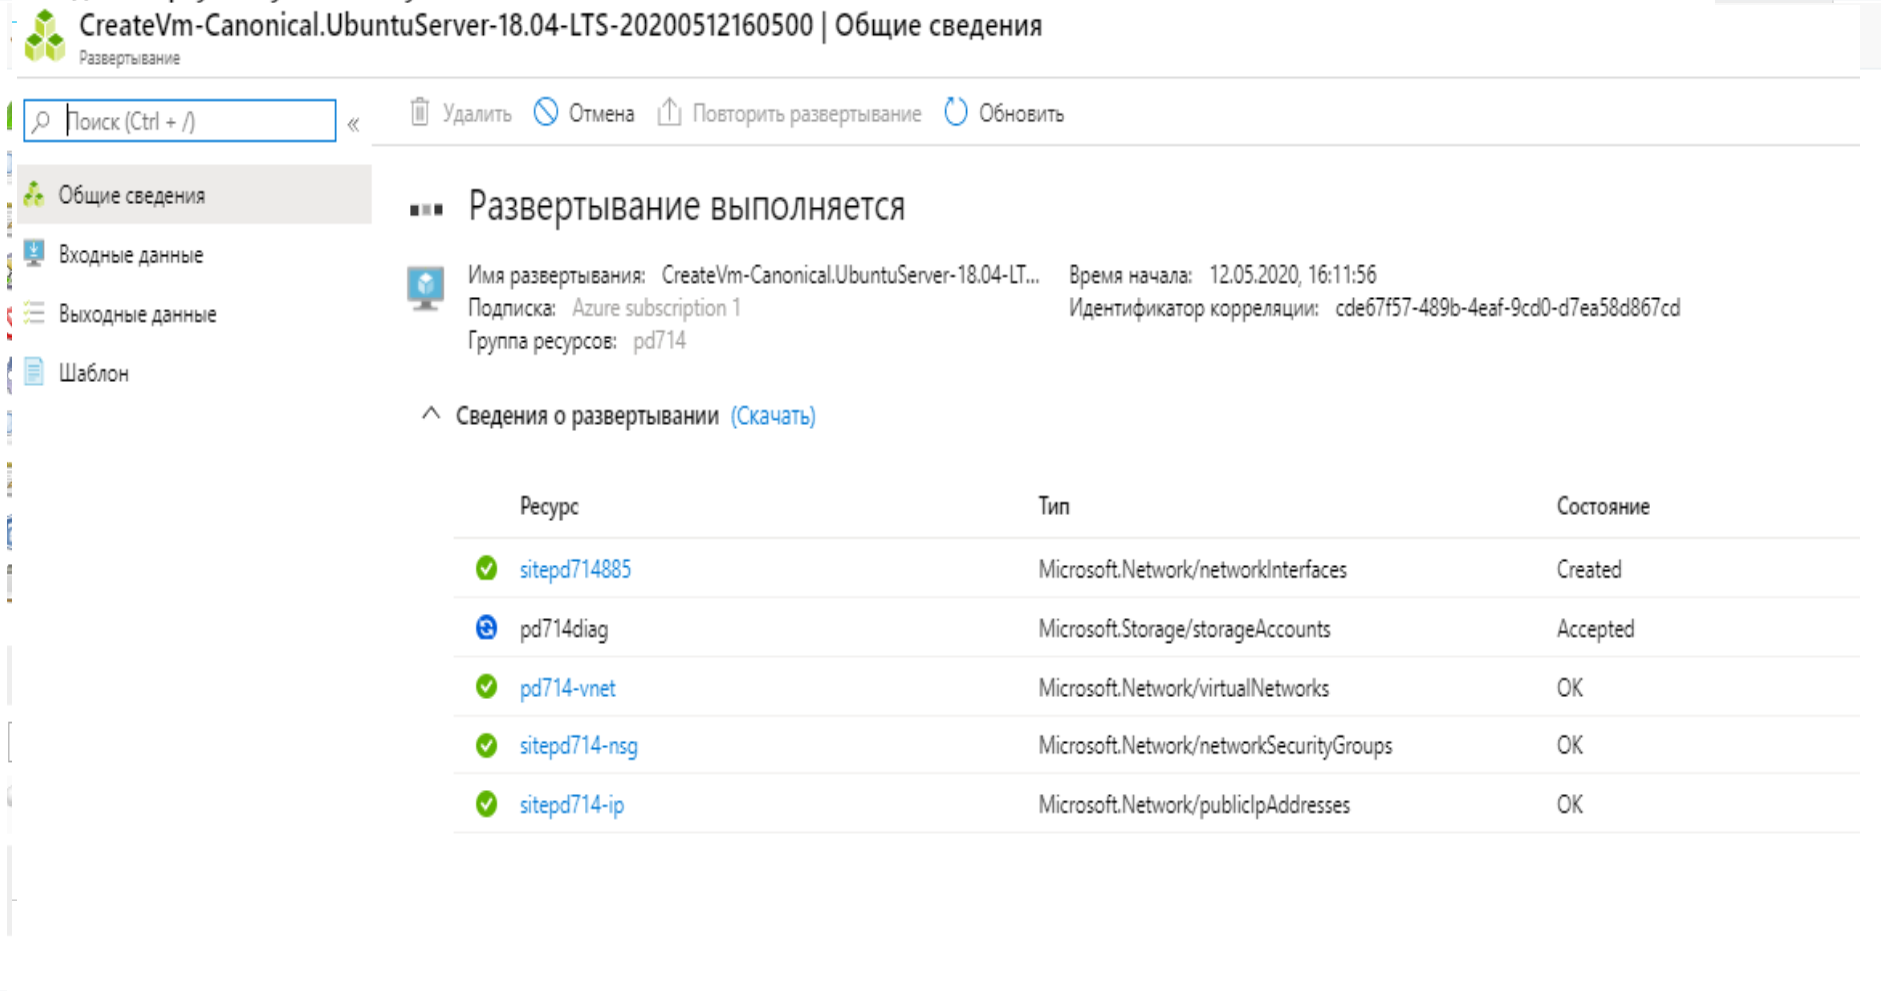 CreateVm-Canonical.UbuntuServer-18.04-LTS-20200512160500 | Общие сведения
Развертывание
Поиск (Ctrl + /)
«
Удалить Отмена Повторить развертывание Обновить
Общие сведения
Входные данные
Выходные данные
Шаблон
Развертывание выполняется
Имя развертывания: CreateVm-Canonical.UbuntuServer-18.04-LT... Время начала: 12.05.2020, 16:11:56
Подписка: Azure subscription 1 Идентификатор корреляции: cde67f57-489b-4eaf-9cd0-d7ea58d867cd
Группа ресурсов: pd714
Сведения о развертывании (Скачать)
Ресурс Тип Состояние
sitepd714885 Microsoft.Network/networkInterfaces Created
pd714diag Microsoft.Storage/storageAccounts Accepted
pd714-vnet Microsoft.Network/virtualNetworks OK
sitepd714-nsg Microsoft.Network/networkSecurityGroups OK
sitepd714-ip Microsoft.Network/publicIpAddresses OK